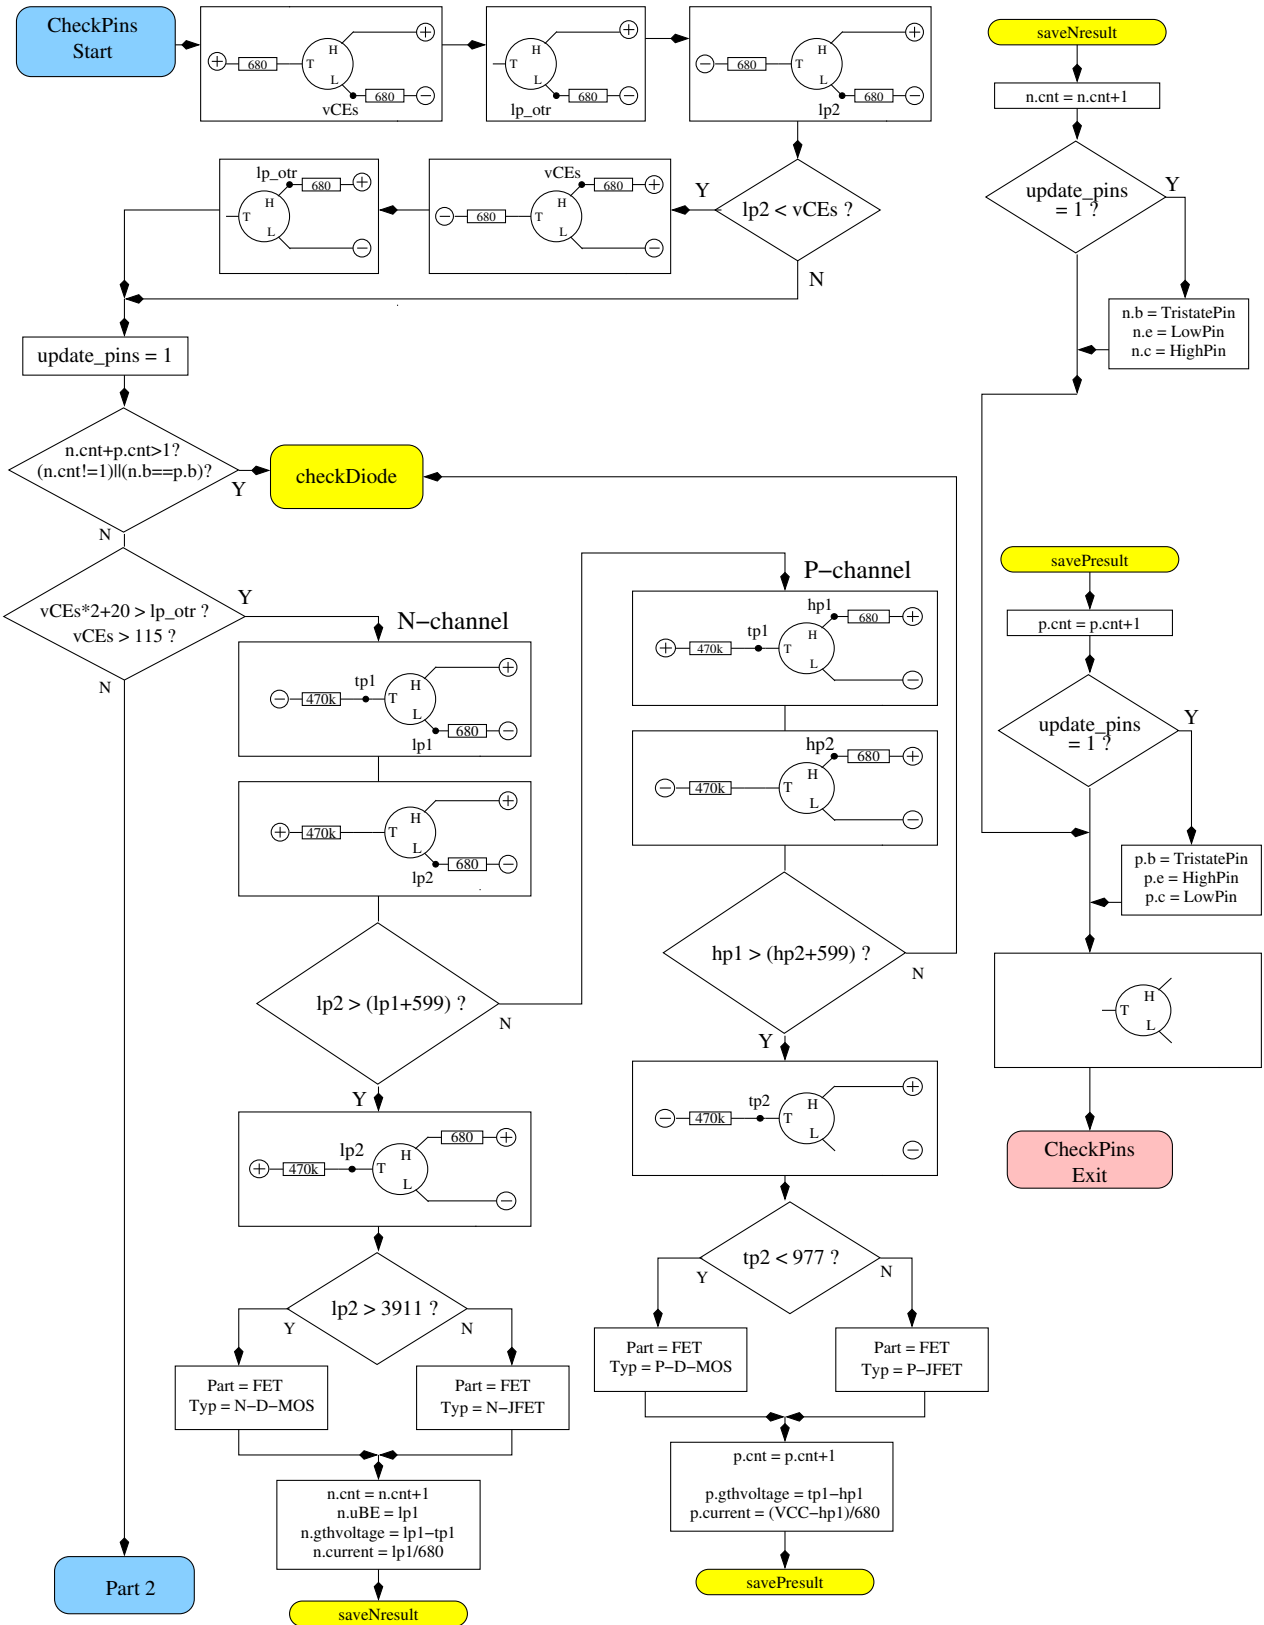 CheckPins
Start
+
680
T
H
L
vCEs
680
−
+
T
H
L
lp_otr
680
−
+
−
680
T
H
L
lp2
680
−
+
saveNresult
n.cnt = n.cnt+1
update_pins
= 1 ?
Y
n.b = TristatePin
n.e = LowPin
n.c = HighPin
lp_otr
680
+
T
H
L
−
vCEs
680
+
−
680
T
H
L
−
Y
lp2 < vCEs ?
N
update_pins = 1
n.cnt+p.cnt>1?
(n.cnt!=1)||(n.b==p.b)?
Y
N
checkDiode
vCEs*2+20 > lp_otr ?
vCEs > 115 ?
Y
N
N−channel
−
470k
tp1
T
H
L
lp1
680
−
+
+
470k
T
H
L
lp2
680
−
+
lp2 > (lp1+599) ?
N
Y
+
470k
lp2
T
H
L
680
+
−
lp2 > 3911 ?
Y
N
Part = FET
Typ = N−D−MOS
Part = FET
Typ = N−JFET
n.cnt = n.cnt+1
n.uBE = lp1
n.gthvoltage = lp1−tp1
n.current = lp1/680
saveNresult
Part 2
P−channel
+
470k
tp1
T
H
L
hp1
680
+
−
−
470k
T
H
L
hp2
680
+
−
hp1 > (hp2+599) ?
N
Y
−
470k
tp2
T
H
L
+
−
tp2 < 977 ?
Y
N
Part = FET
Typ = P−D−MOS
Part = FET
Typ = P−JFET
p.cnt = p.cnt+1
p.gthvoltage = tp1−hp1
p.current = (VCC−hp1)/680
savePresult
savePresult
p.cnt = p.cnt+1
update_pins
= 1 ?
Y
p.b = TristatePin
p.e = HighPin
p.c = LowPin
T
H
L
CheckPins
Exit